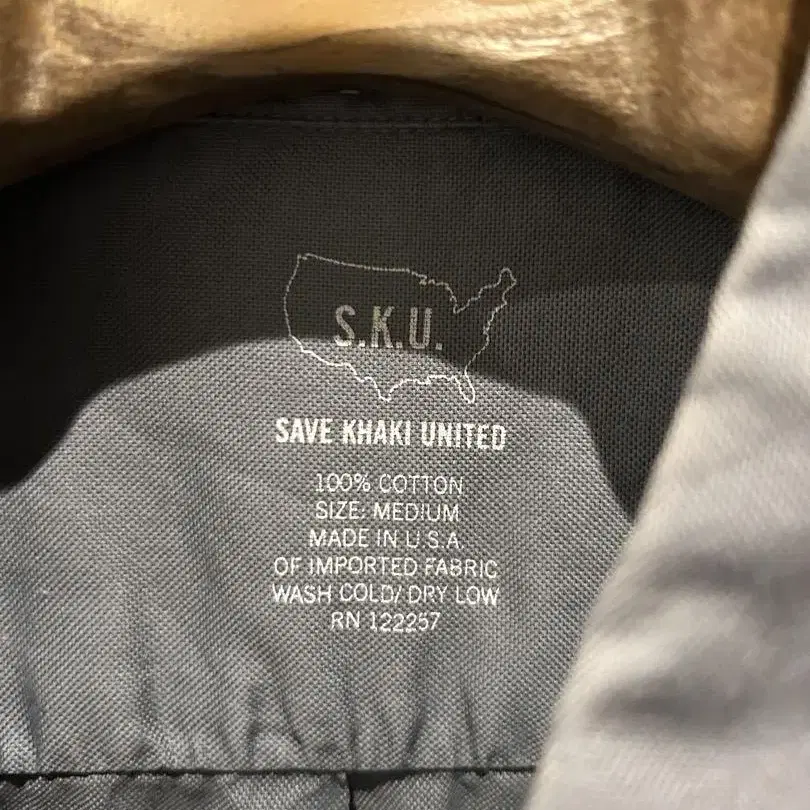 S.K.U.
SAVE KHAKI UNITED
100% COTTON
SIZE: MEDIUM
MADE IN U.S.A.
OF IMPORTED FABRIC
WASH COLD/ DRY LOW
RN 122257